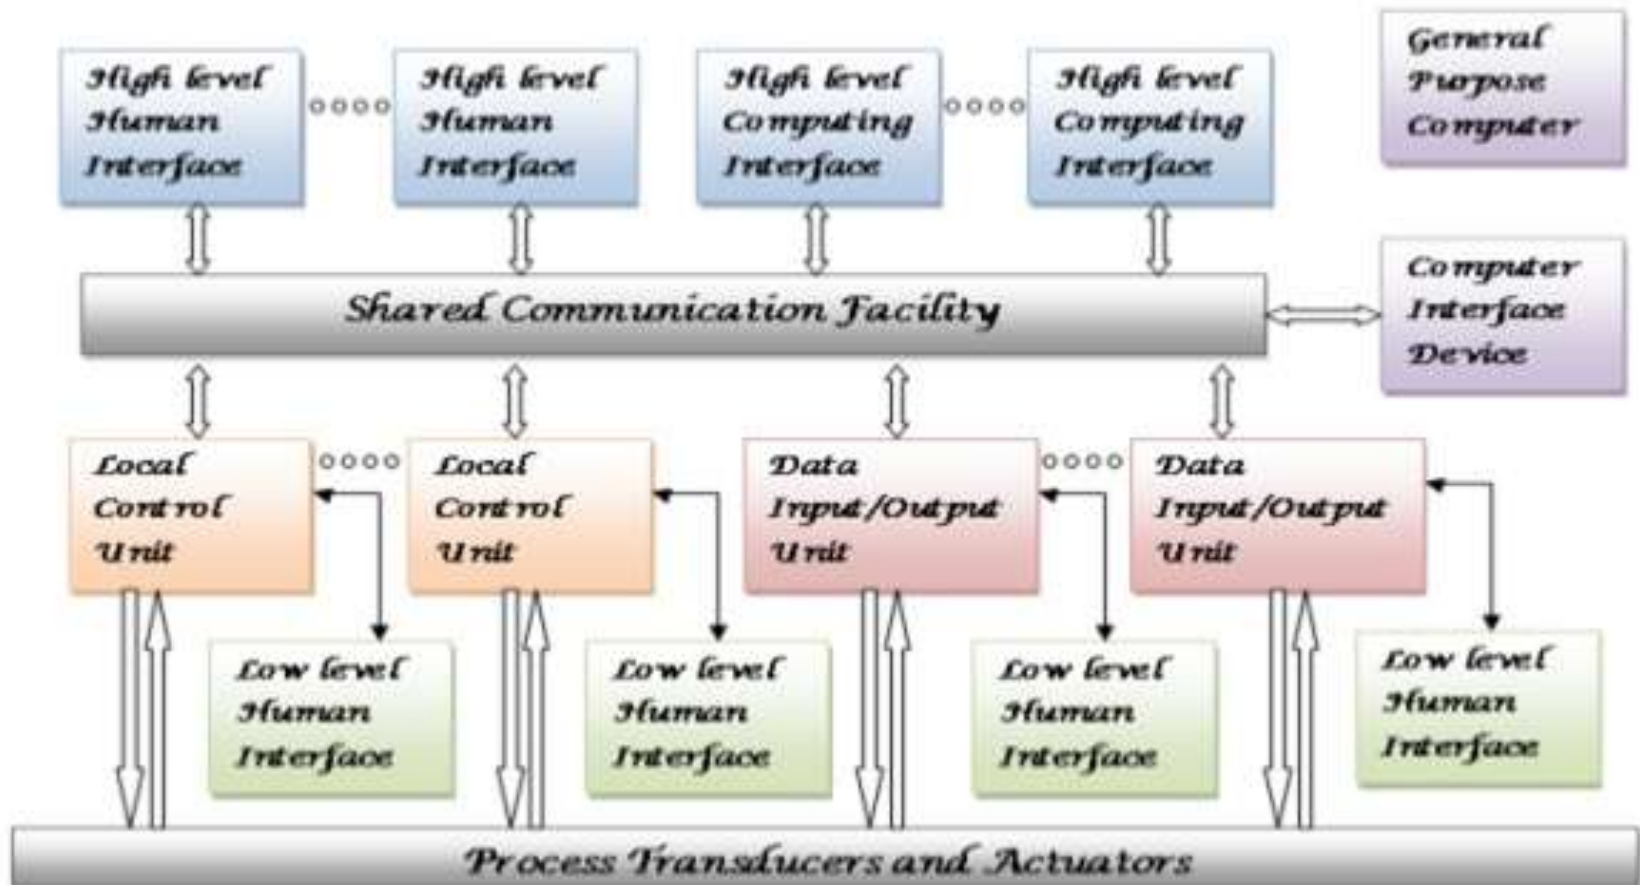 High level
Human
Interface
High level
Human
Interface
High level
Computing
Interface
High level
Computing
Interface
General
Purpose
Computer
Shared Communication Facility
Computer
Interface
Device
Local
Control
Unit
Local
Control
Unit
Data
Input/Output
Unit
Data
Input/Output
Unit
Low level
Human
Interface
Low level
Human
Interface
Low level
Human
Interface
Low level
Human
Interface
Process Transducers and Actuators